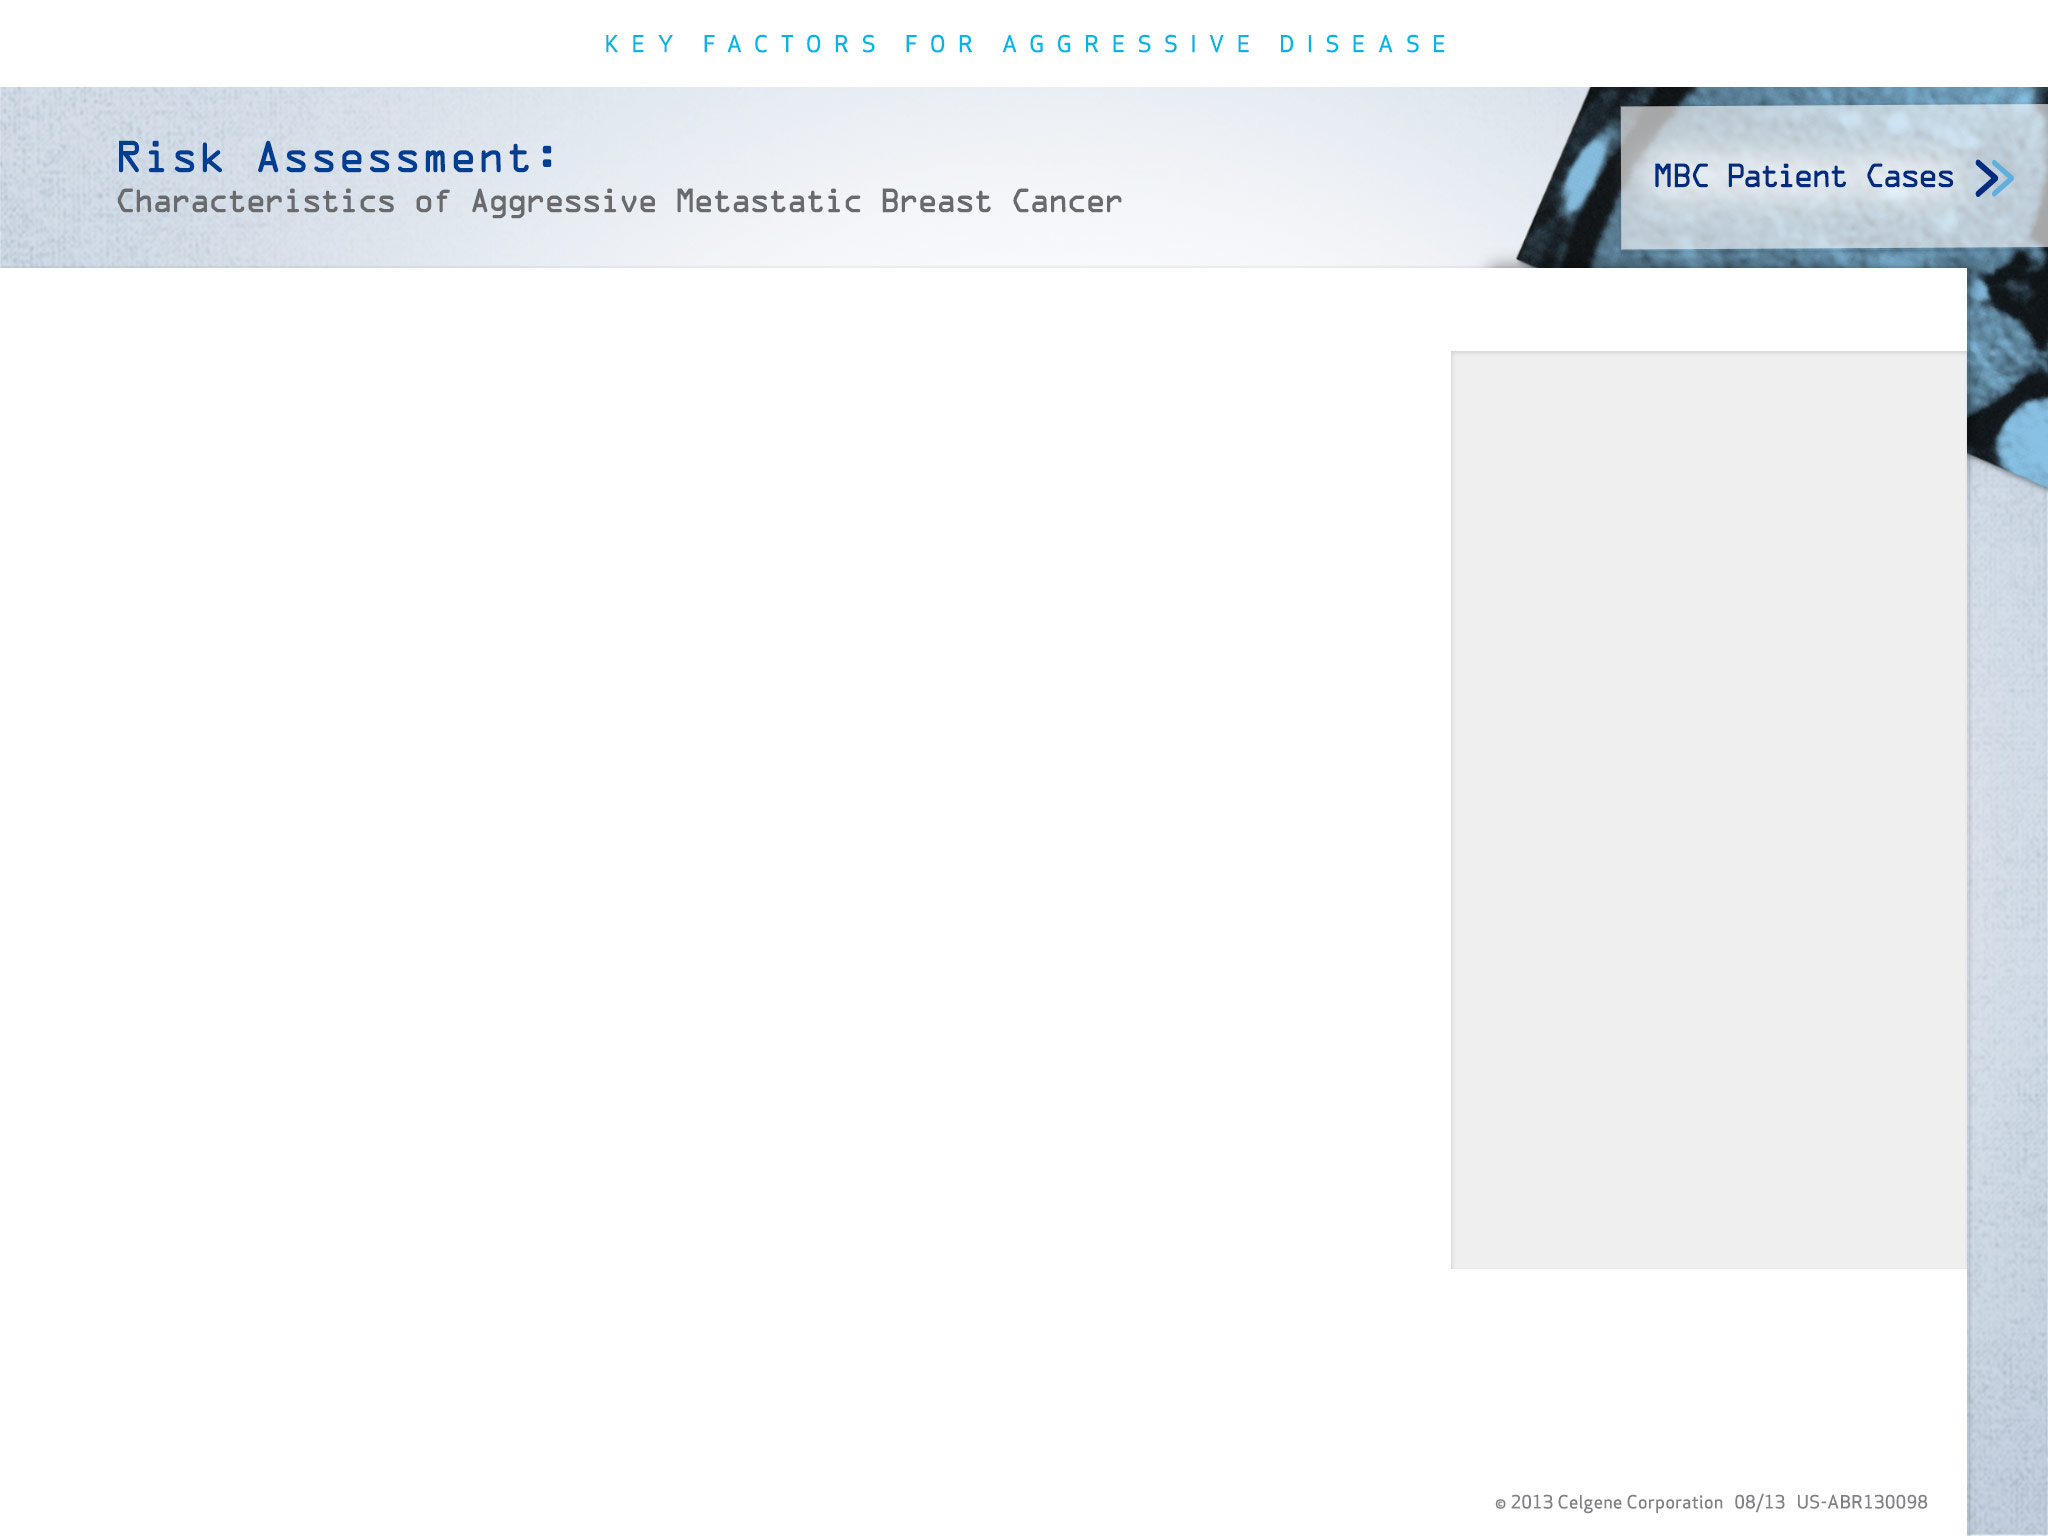 KEY FACTORS FOR AGGRESSIVE DISEASE
Risk Assessment:
Characteristics of Aggressive Metastatic Breast Cancer
MBC Patient Cases
© 2013 Celgene Corporation 08/13 US-ABR130098